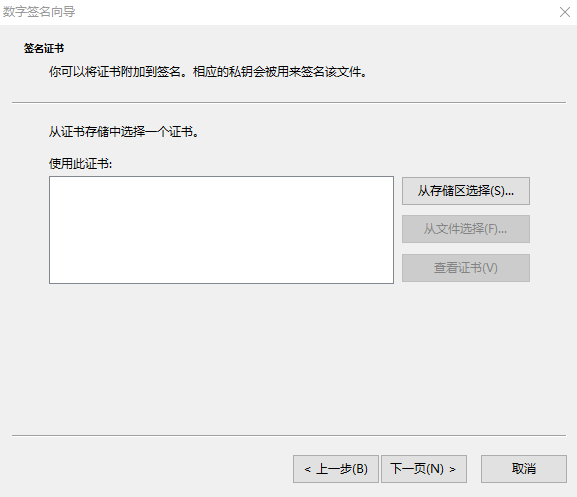 数字签名向导
签名证书
你可以将证书附加到签名。相应的私钥会被用来签名该文件。
从证书存储中选择一个证书。
使用此证书:
从存储区选择(S)...
从文件选择(F)...
查看证书(V)
< 上一步(B)
下一页(N) >
取消